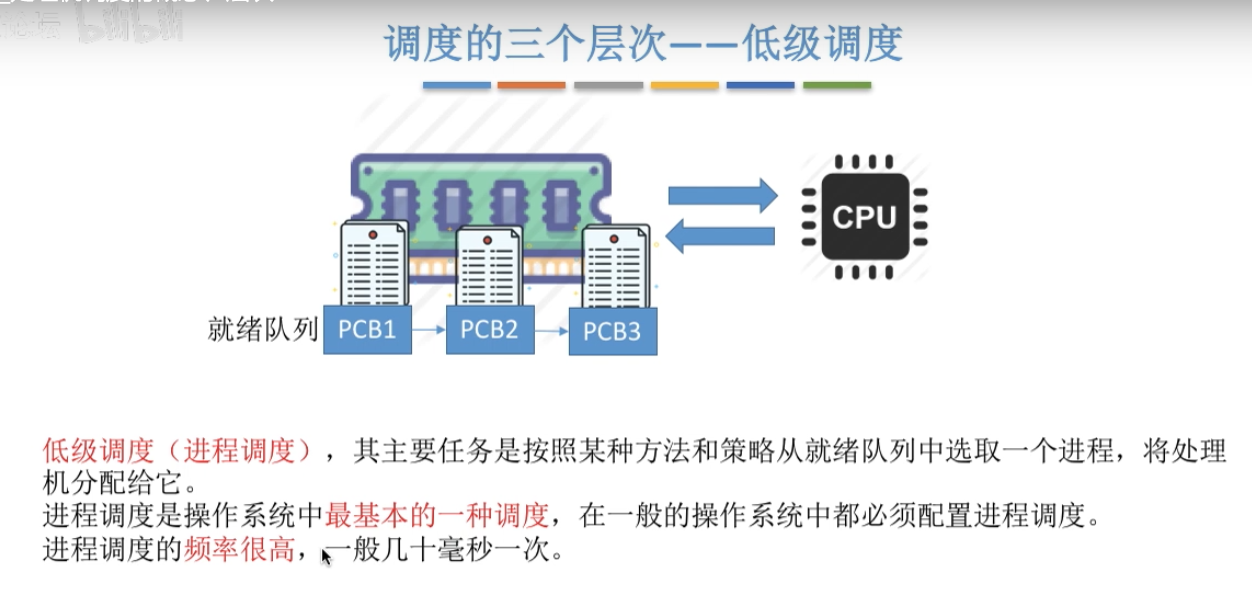 bilibili
调度的三个层次——低级调度
CPU
就绪队列 PCB1 PCB2 PCB3
低级调度（进程调度），其主要任务是按照某种方法和策略从就绪队列中选取一个进程，将处理
机分配给它。
进程调度是操作系统中最基本的一种调度，在一般的操作系统中都必须配置进程调度。
进程调度的频率很高，一般几十毫秒一次。